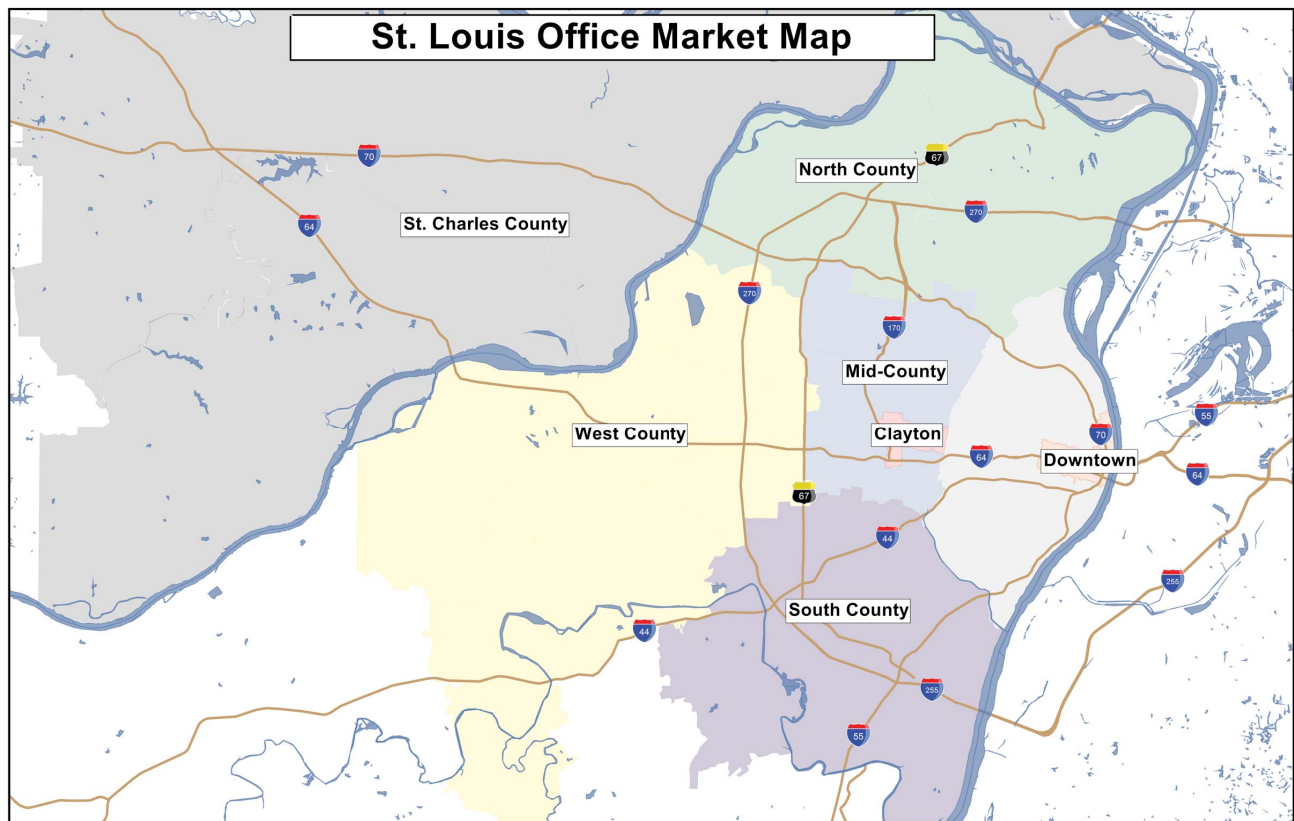 St. Louis Office Market Map
67
70
North County
270
St. Charles County
64
270
170
Mid-County
55
West County
Clayton
70
64
Downtown
64
67
44
255
South County
44
255
55